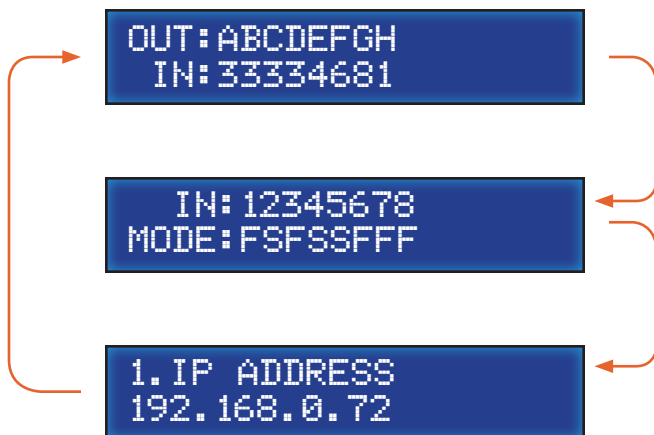 OUT:ABCDEFGH
IN:33334681
IN:12345678
MODE:FSFSSFFF
1.IP ADDRESS
192.168.0.72